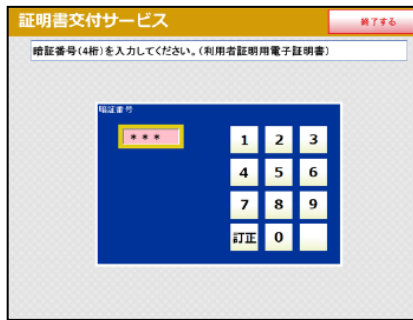 証明書交付サービス
終了する
暗証番号(4桁)を入力してください。(利用者証明用電子証明書)
暗証番号
***
1 2 3
4 5 6
7 8 9
訂正 0